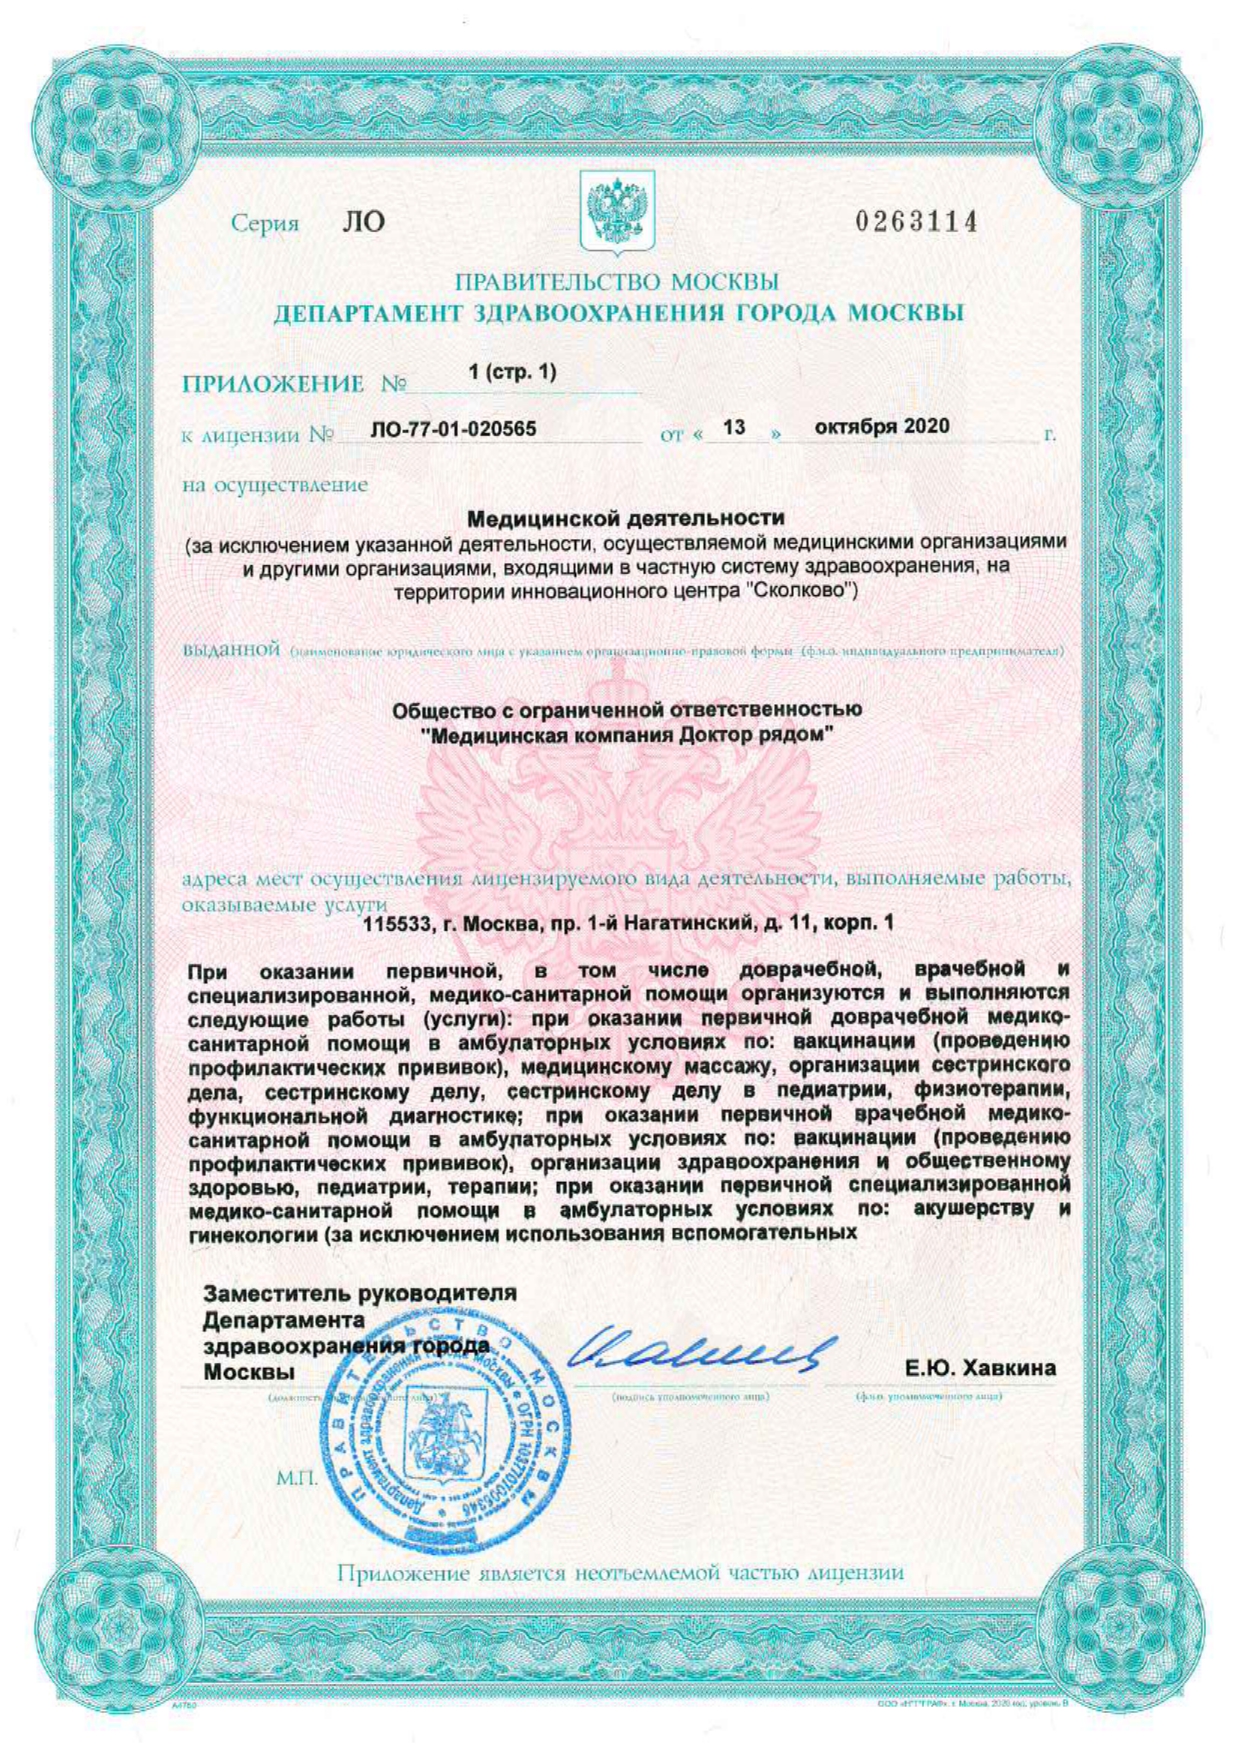 Серия ЛО 0263114
ПРАВИТЕЛЬСТВО МОСКВЫ
ДЕПАРТАМЕНТ ЗДРАВООХРАНЕНИЯ ГОРОДА МОСКВЫ
ПРИЛОЖЕНИЕ № 1 (стр. 1)
к лицензии № ЛО-77-01-020565 от « 13 » октября 2020 г.
на осуществление
Медицинской деятельности
(за исключением указанной деятельности, осуществляемой медицинскими организациями
и другими организациями, входящими в частную систему здравоохранения, на
территории инновационного центра "Сколково")
выданной (наименование юридического лица с указанием организационно-правовой формы (ф.и.о. индивидуального предпринимателя)
Общество с ограниченной ответственностью
"Медицинская компания Доктор рядом"
адреса мест осуществления лицензируемого вида деятельности, выполняемые работы,
оказываемые услуги
115533, г. Москва, пр. 1-й Нагатинский, д. 11, корп. 1
При оказании первичной, в том числе доврачебной, врачебной и
специализированной, медико-санитарной помощи организуются и выполняются
следующие работы (услуги): при оказании первичной доврачебной медико-
санитарной помощи в амбулаторных условиях по: вакцинации (проведению
профилактических прививок), медицинскому массажу, организации сестринского
дела, сестринскому делу, сестринскому делу в педиатрии, физиотерапии,
функциональной диагностике; при оказании первичной врачебной медико-
санитарной помощи в амбулаторных условиях по: вакцинации (проведению
профилактических прививок), организации здравоохранения и общественному
здоровью, педиатрии, терапии; при оказании первичной специализированной
медико-санитарной помощи в амбулаторных условиях по: акушерству и
гинекологии (за исключением использования вспомогательных
Заместитель руководителя
Департамента
здравоохранения города
Москвы
Е.Ю. Хавкина
(должность лица) (подпись уполномоченного лица) (ф.и.о. уполномоченного лица)
ПРАВИТЕЛЬСТВО МОСКВЫ
Департамент здравоохранения города Москвы * ОГРН 1037707005346 *
М.П.
Приложение является неотъемлемой частью лицензии
г. Москва, 2020 год, уровень В